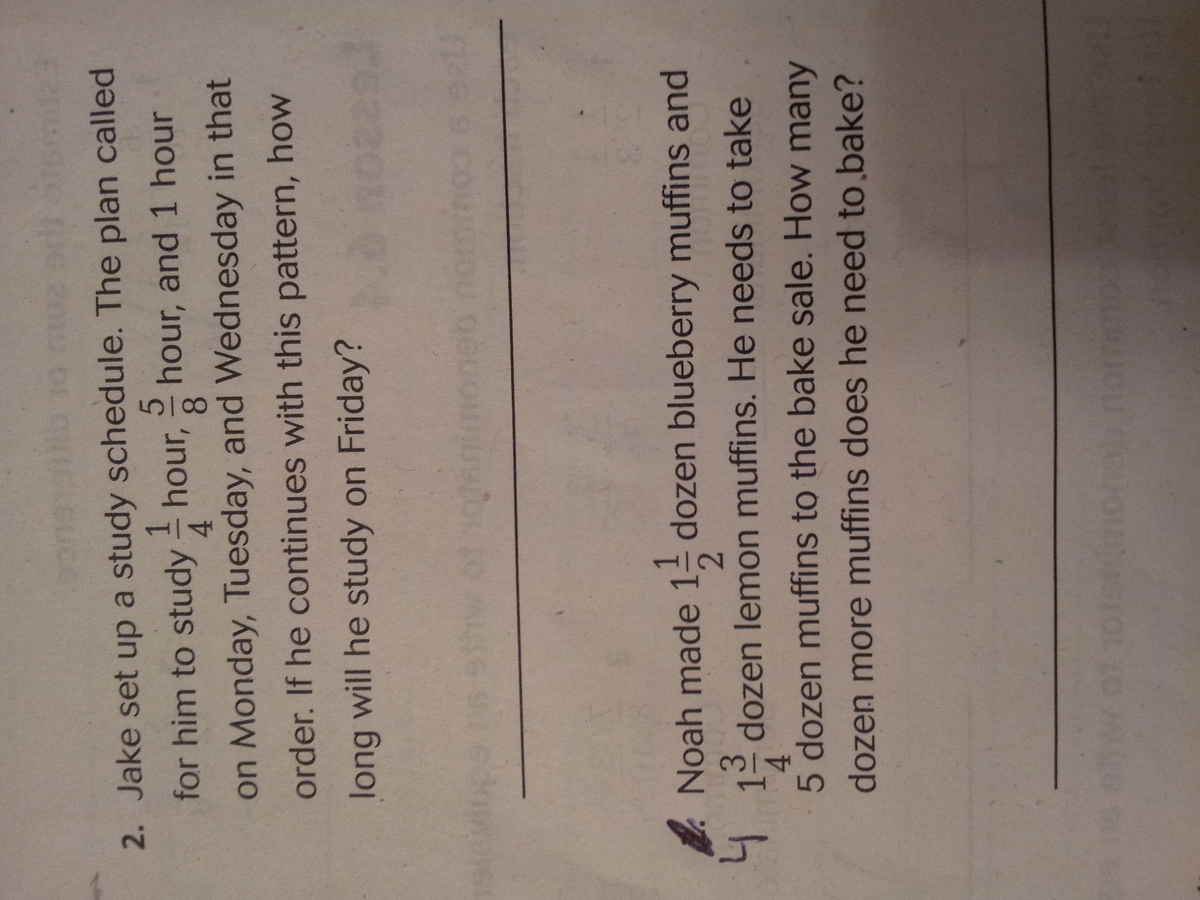 2. Jake set up a study schedule. The plan called
for him to study 1/4 hour, 5/8 hour, and 1 hour
on Monday, Tuesday, and Wednesday in that
order. If he continues with this pattern, how
long will he study on Friday?
4 . Noah made 1 1/2 dozen blueberry muffins and
1 3/4 dozen lemon muffins. He needs to take
5 dozen muffins to the bake sale. How many
dozen more muffins does he need to bake?